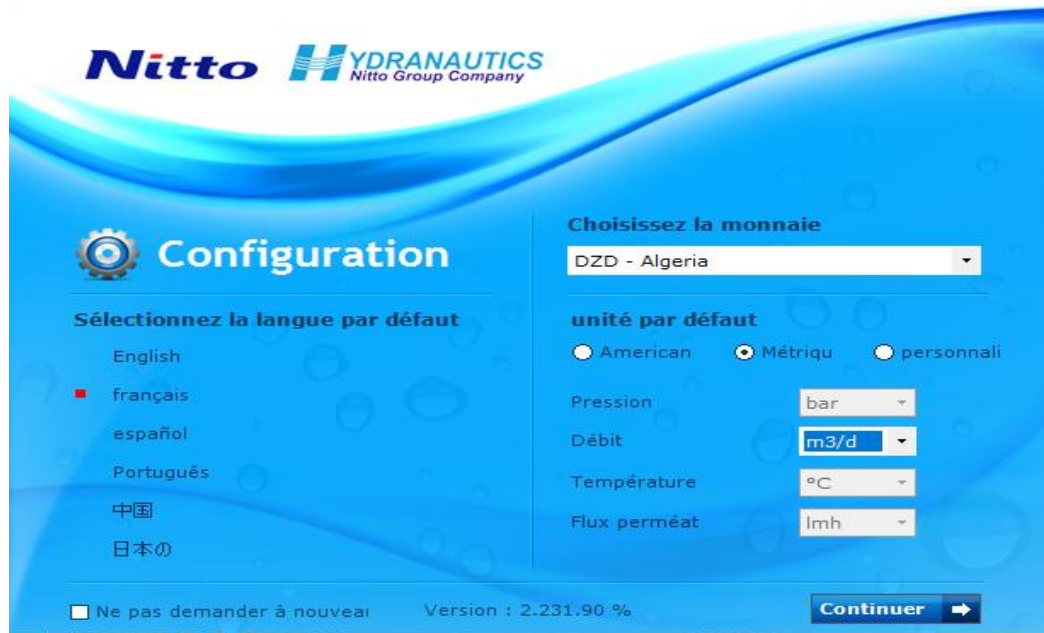 Nitto HYDRANAUTICS
Nitto Group Company
Configuration
Sélectionnez la langue par défaut
English
français
español
Português
中国
日本の
Choisissez la monnaie
DZD - Algeria
unité par défaut
American Métriqu personnali
Pression bar
Débit m3/d
Température °C
Flux perméat lmh
Ne pas demander à nouveau Version : 2.231.90 % Continuer